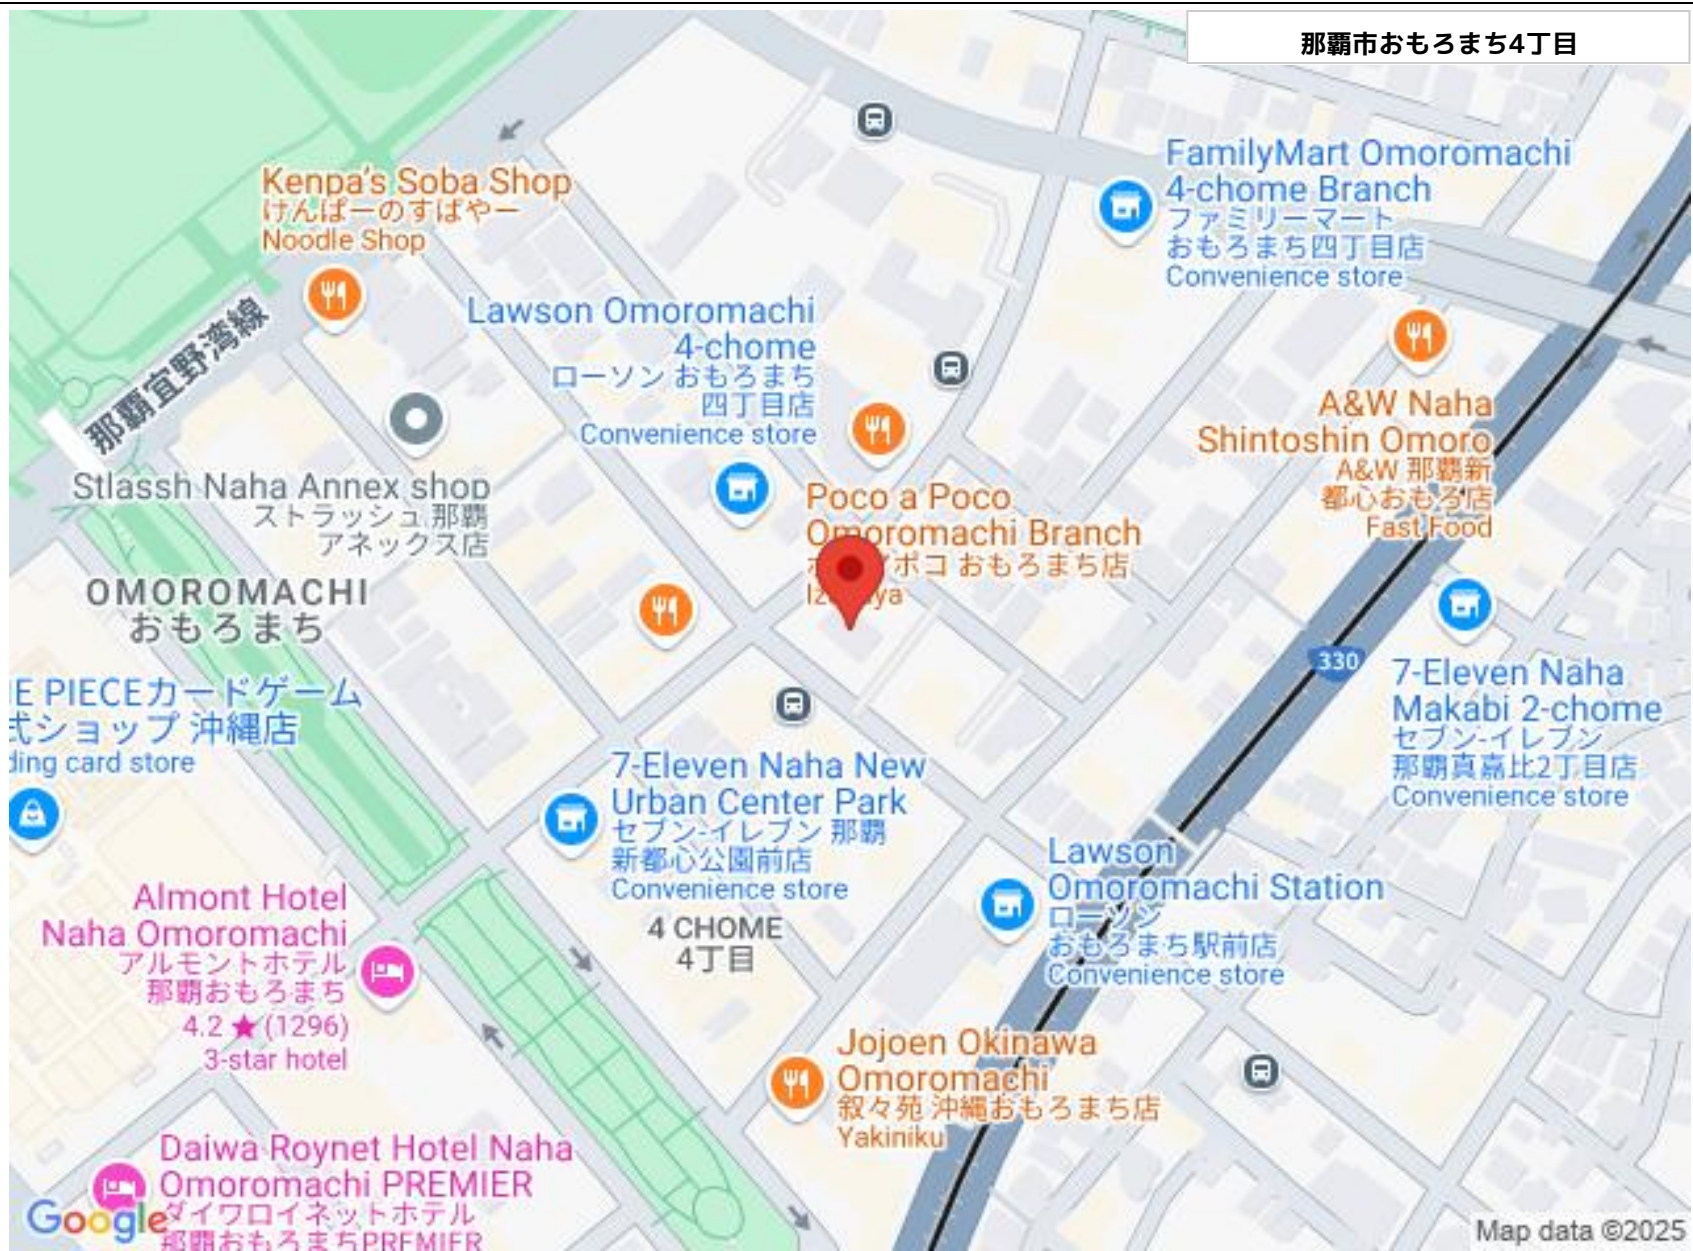 那覇市おもろまち4丁目
Kenpa's Soba Shop
けんぱーのすばやー
Noodle Shop
FamilyMart Omoromachi
4-chome Branch
ファミリーマート
おもろまち四丁目店
Convenience store
那覇宜野湾線
Lawson Omoromachi
4-chome
ローソン おもろまち
四丁目店
Convenience store
A&W Naha
Shintoshin Omoro
A&W 那覇新
都心おもろ店
Fast Food
Stlassh Naha Annex shop
ストラッシュ 那覇
アネックス店
Poco a Poco
Omoromachi Branch
ポコ おもろまち店
OMOROMACHI
おもろまち
330
7-Eleven Naha
Makabi 2-chome
セブン-イレブン
那覇真嘉比2丁目店
Convenience store
E PIECEカードゲーム
式ショップ 沖縄店
ding card store
7-Eleven Naha New
Urban Center Park
セブン-イレブン 那覇
新都心公園前店
Convenience store
4 CHOME
4丁目
Lawson
Omoromachi Station
ローソン
おもろまち駅前店
Convenience store
Almont Hotel
Naha Omoromachi
アルモントホテル
那覇おもろまち
4.2 ★ (1296)
3-star hotel
Jojoen Okinawa
Omoromachi
叙々苑 沖縄おもろまち店
Yakiniku
Daiwa Roynet Hotel Naha
Omoromachi PREMIER
ダイワロイネットホテル
那覇おもろまちPREMIER
Google
Map data ©2025